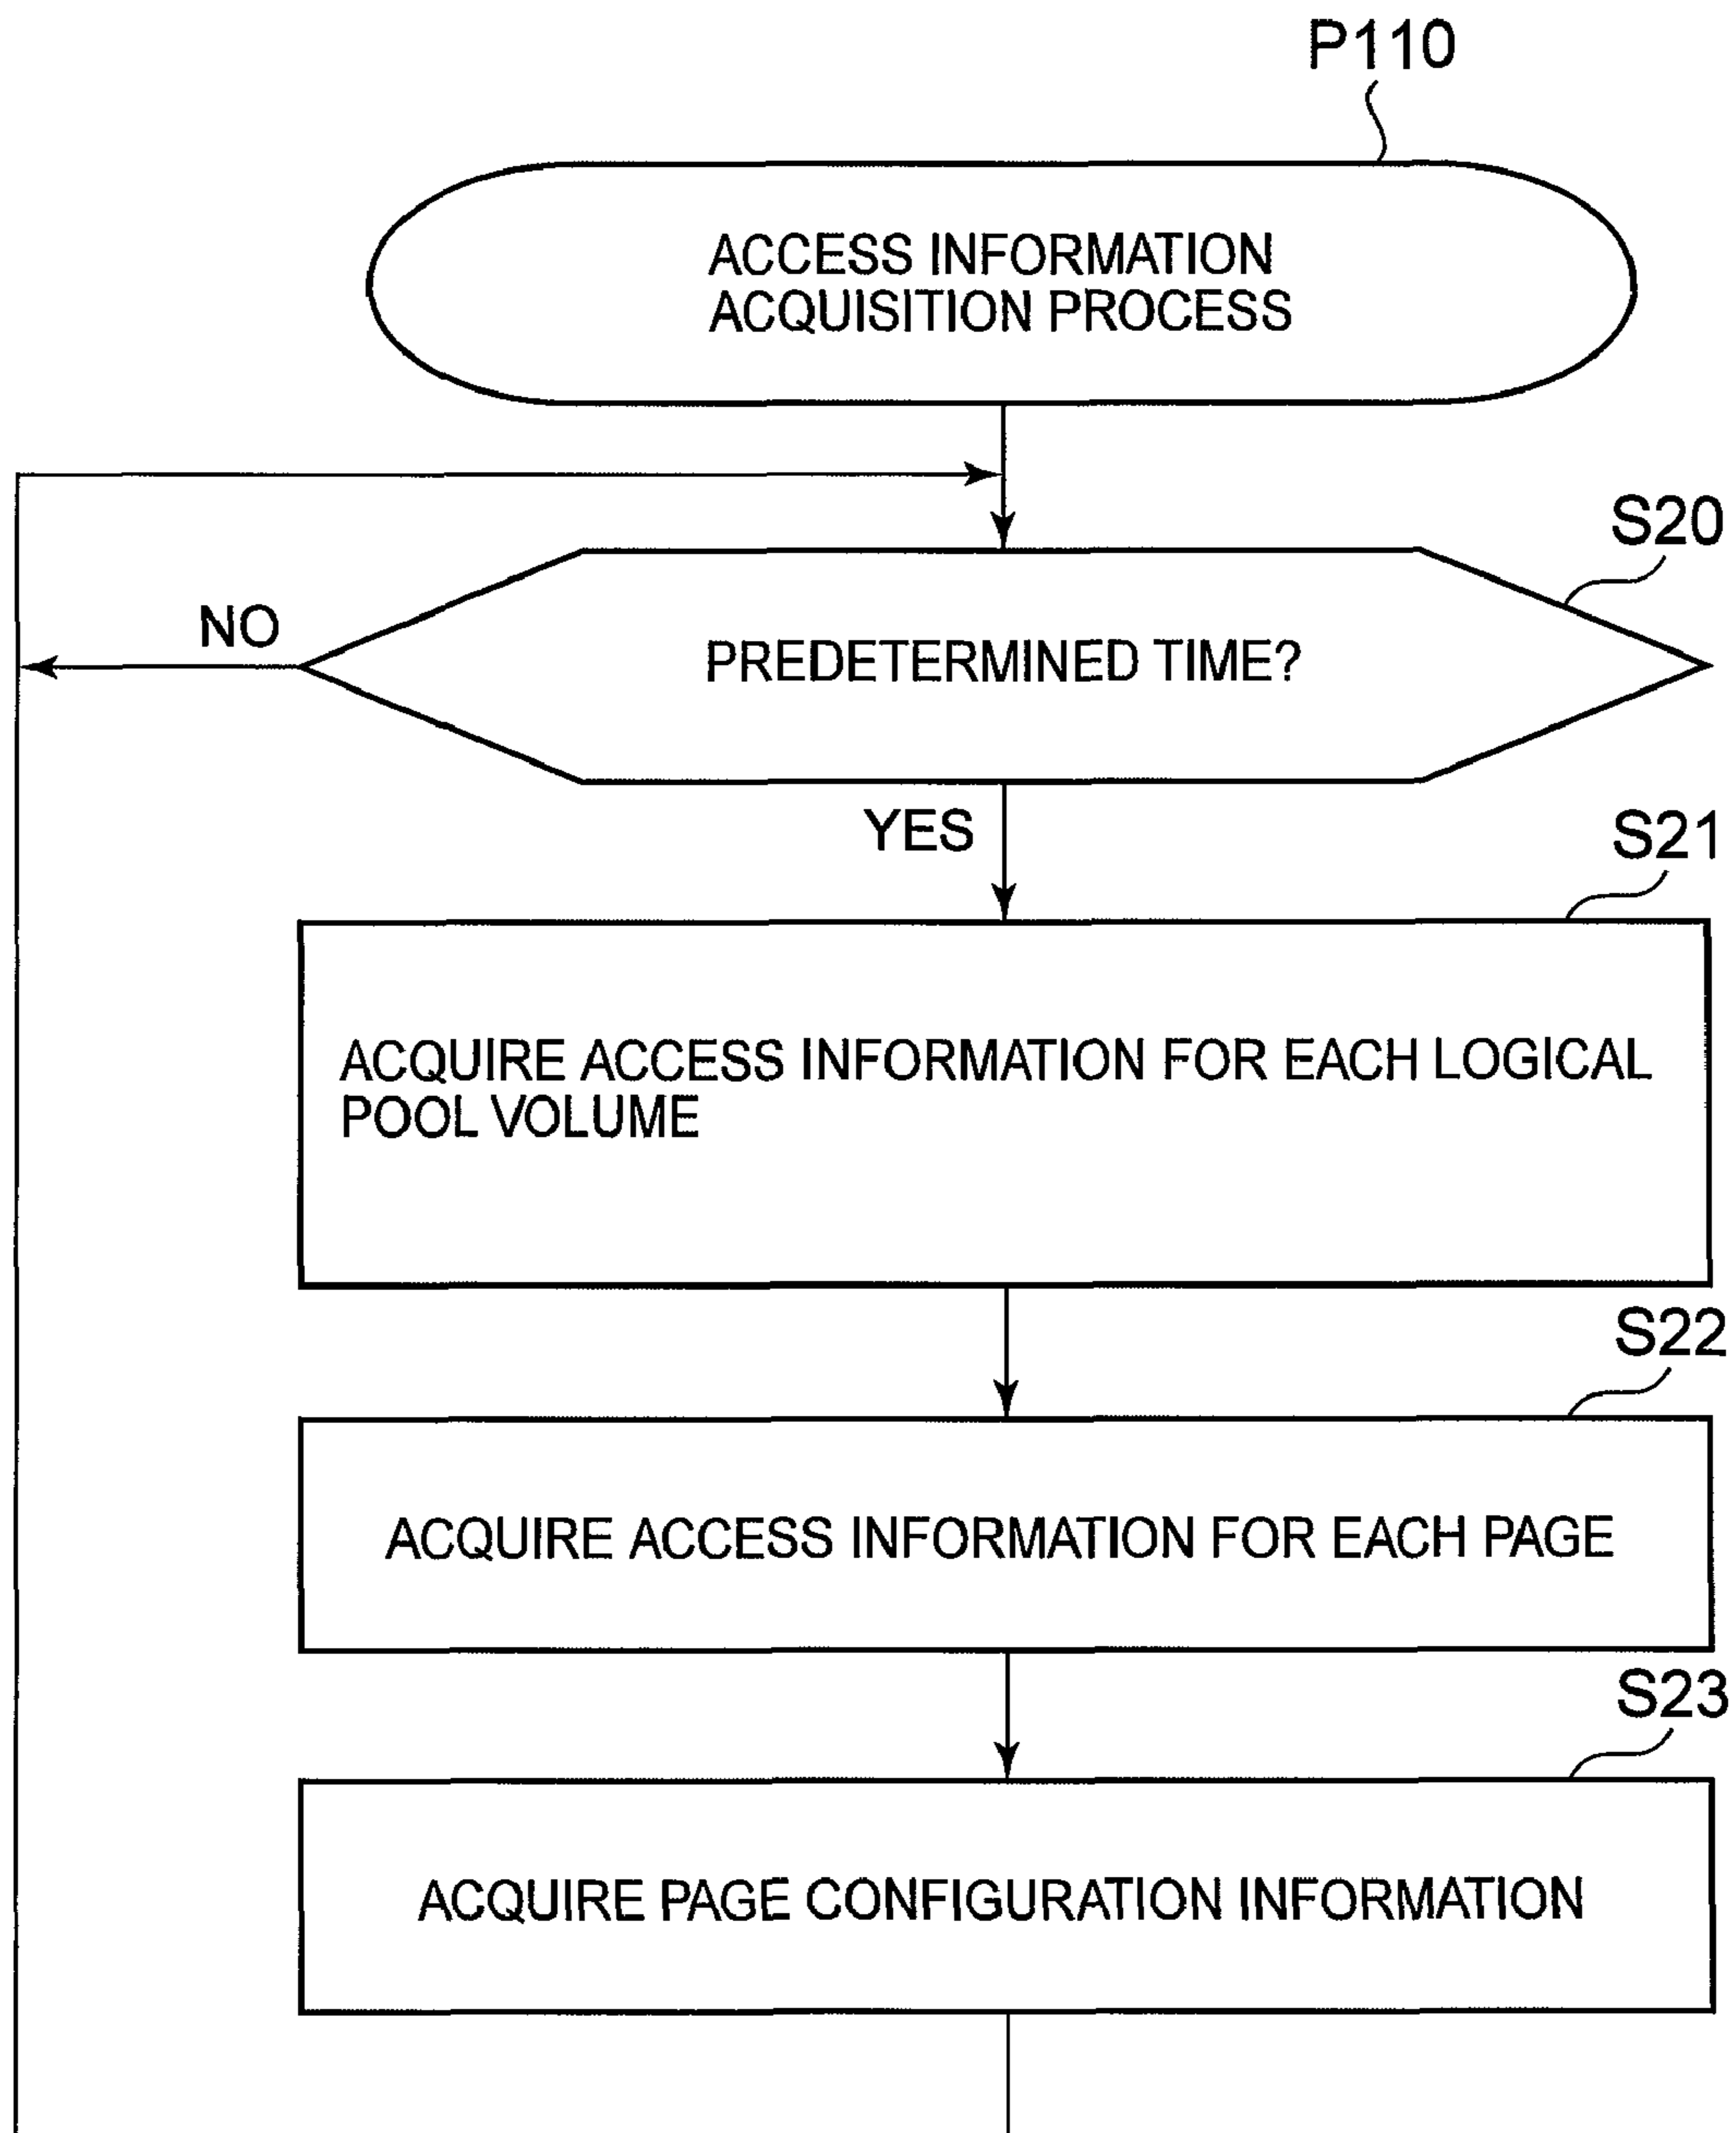 P110
ACCESS INFORMATION
ACQUISITION PROCESS
S20
NO
PREDETERMINED TIME?
YES
S21
ACQUIRE ACCESS INFORMATION FOR EACH LOGICAL
POOL VOLUME
S22
ACQUIRE ACCESS INFORMATION FOR EACH PAGE
S23
ACQUIRE PAGE CONFIGURATION INFORMATION